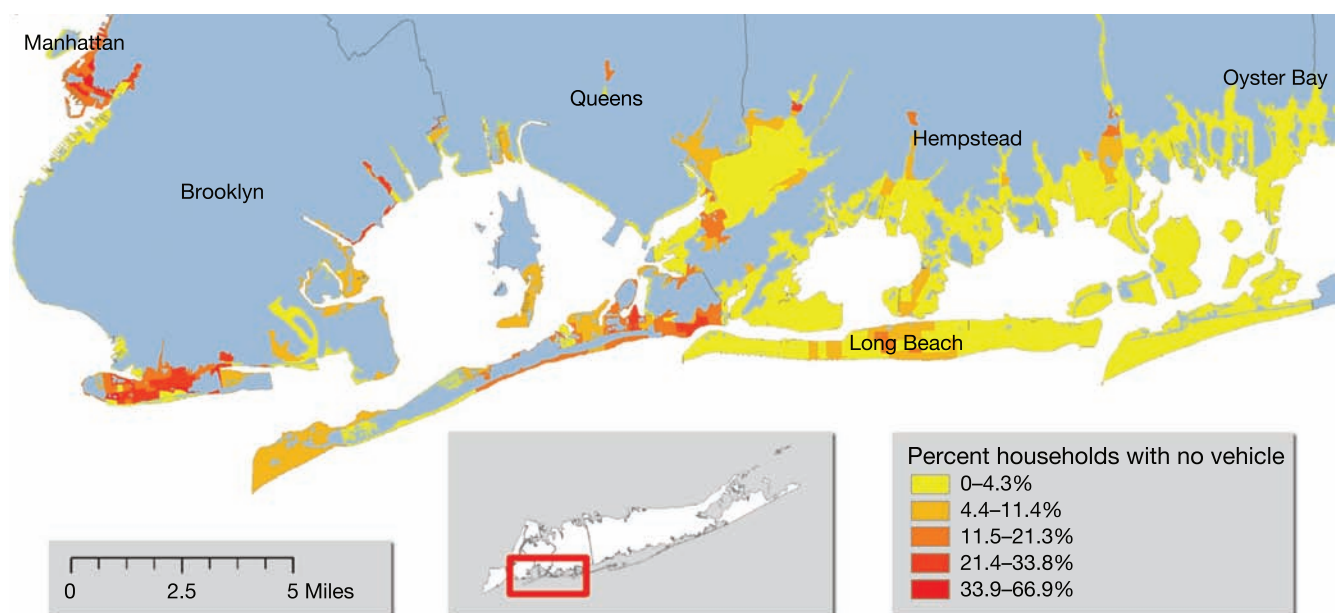 Manhattan
Oyster Bay
Queens
Hempstead
Brooklyn
Long Beach
Percent households with no vehicle
0–4.3%
4.4–11.4%
11.5–21.3%
21.4–33.8%
33.9–66.9%
0 2.5 5 Miles